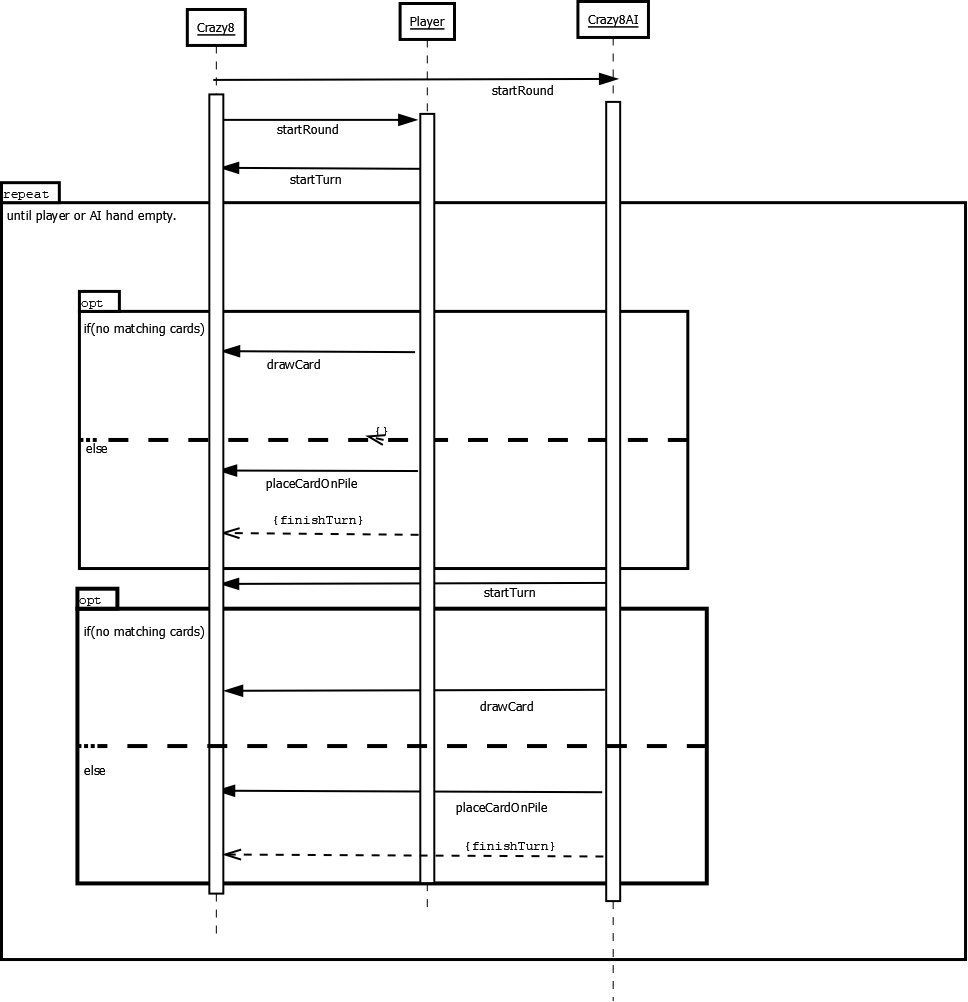 Crazy8
Player
Crazy8AI
startRound
startRound
startTurn
repeat
until player or AI hand empty.
opt
if(no matching cards)
drawCard
{}
else
placeCardOnPile
{finishTurn}
startTurn
opt
if(no matching cards)
drawCard
else
placeCardOnPile
{finishTurn}